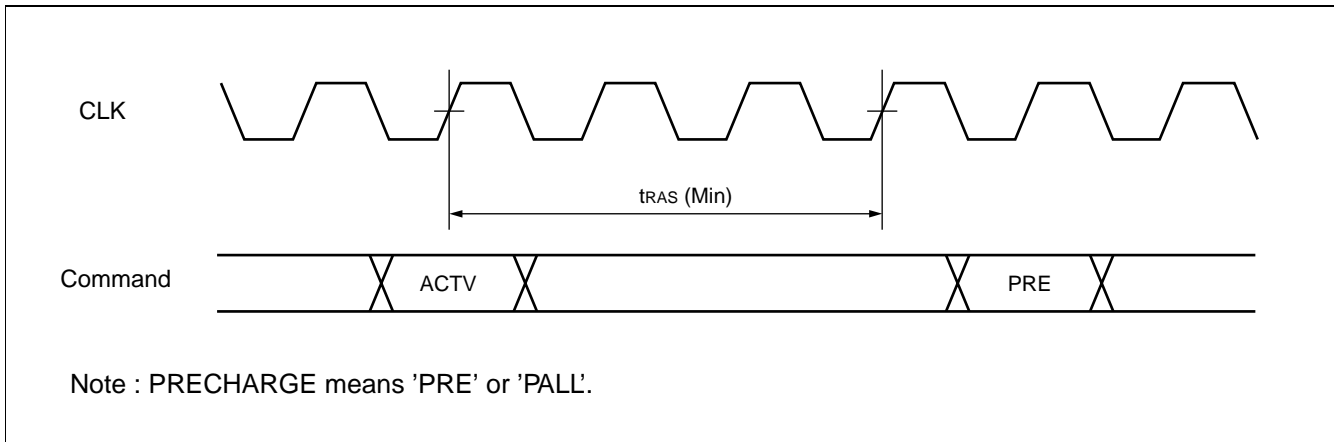 CLK
tRAS (Min)
Command
ACTV
PRE
Note : PRECHARGE means ’PRE’ or ’PALL’.